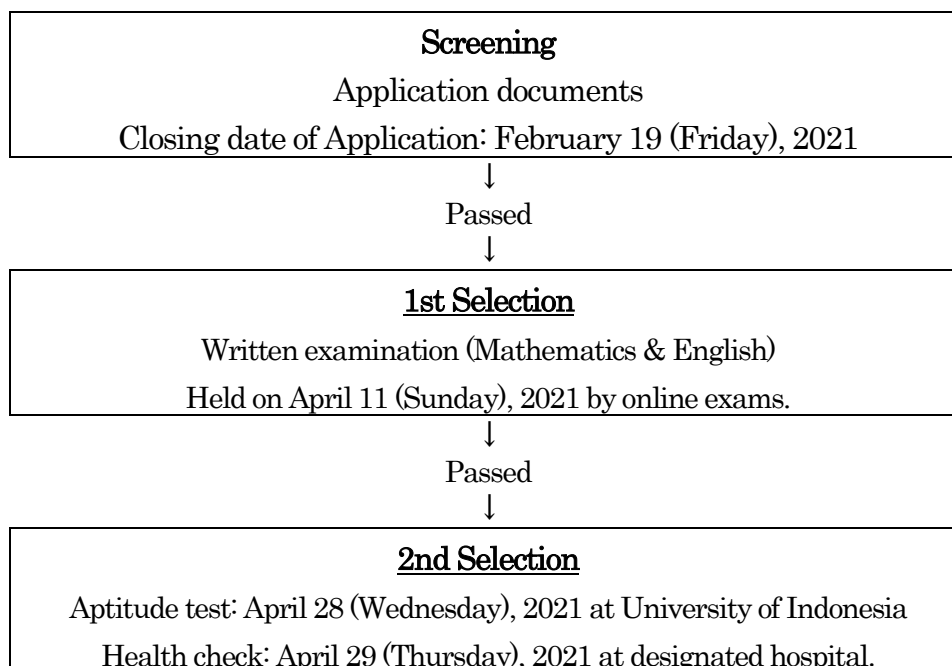 Screening
Application documents
Closing date of Application: February 19 (Friday), 2021
↓
Passed
↓
1st Selection
Written examination (Mathematics & English)
Held on April 11 (Sunday), 2021 by online exams.
↓
Passed
↓
2nd Selection
Aptitude test: April 28 (Wednesday), 2021 at University of Indonesia
Health check: April 29 (Thursday), 2021 at designated hospital.